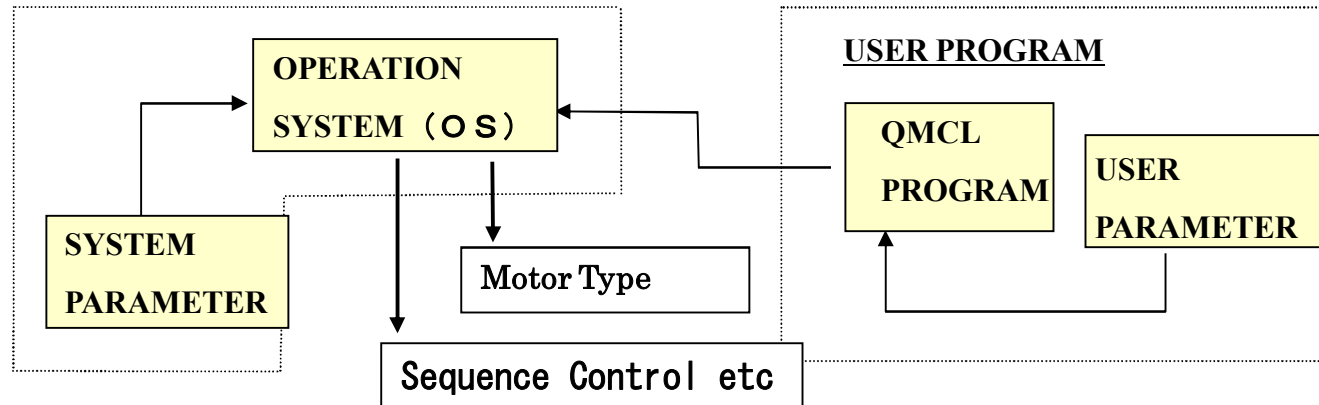 OPERATION
SYSTEM（ＯＳ）
SYSTEM
PARAMETER
Motor Type
Sequence Control etc
USER PROGRAM
QMCL
PROGRAM
USER
PARAMETER